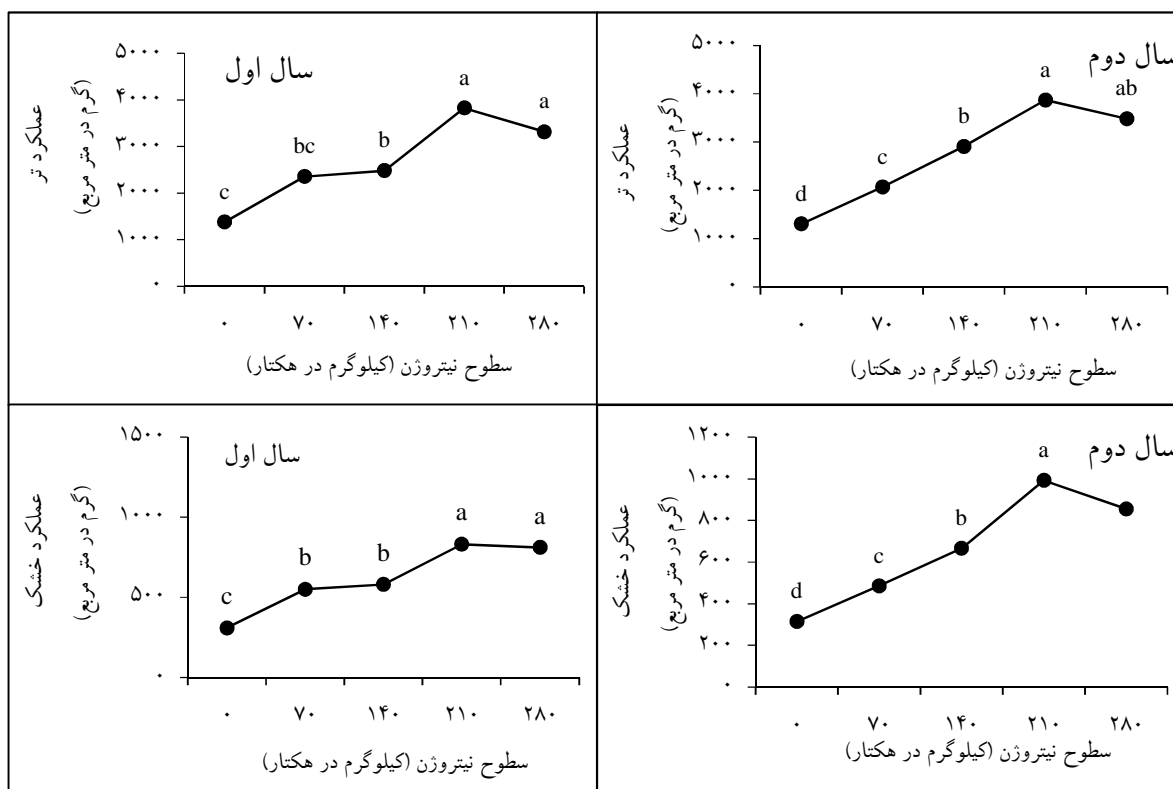 سال اول
عملکرد تر
(گرم در متر مربع)
۵۰۰۰
۴۰۰۰
۳۰۰۰
۲۰۰۰
۱۰۰۰
۰
c
bc
b
a
a
۰ ۷۰ ۱۴۰ ۲۱۰ ۲۸۰
سطوح نیتروژن (کیلوگرم در هکتار)
سال دوم
عملکرد تر
(گرم در متر مربع)
۵۰۰۰
۴۰۰۰
۳۰۰۰
۲۰۰۰
۱۰۰۰
۰
d
c
b
a
ab
۰ ۷۰ ۱۴۰ ۲۱۰ ۲۸۰
سطوح نیتروژن (کیلوگرم در هکتار)
سال اول
عملکرد خشک
(گرم در متر مربع)
۱۵۰۰
۱۰۰۰
۵۰۰
۰
c
b
b
a
a
۰ ۷۰ ۱۴۰ ۲۱۰ ۲۸۰
سطوح نیتروژن (کیلوگرم در هکتار)
سال دوم
عملکرد خشک
(گرم در متر مربع)
۱۲۰۰
۱۰۰۰
۸۰۰
۶۰۰
۴۰۰
۲۰۰
۰
d
c
b
a
۰ ۷۰ ۱۴۰ ۲۱۰ ۲۸۰
سطوح نیتروژن (کیلوگرم در هکتار)